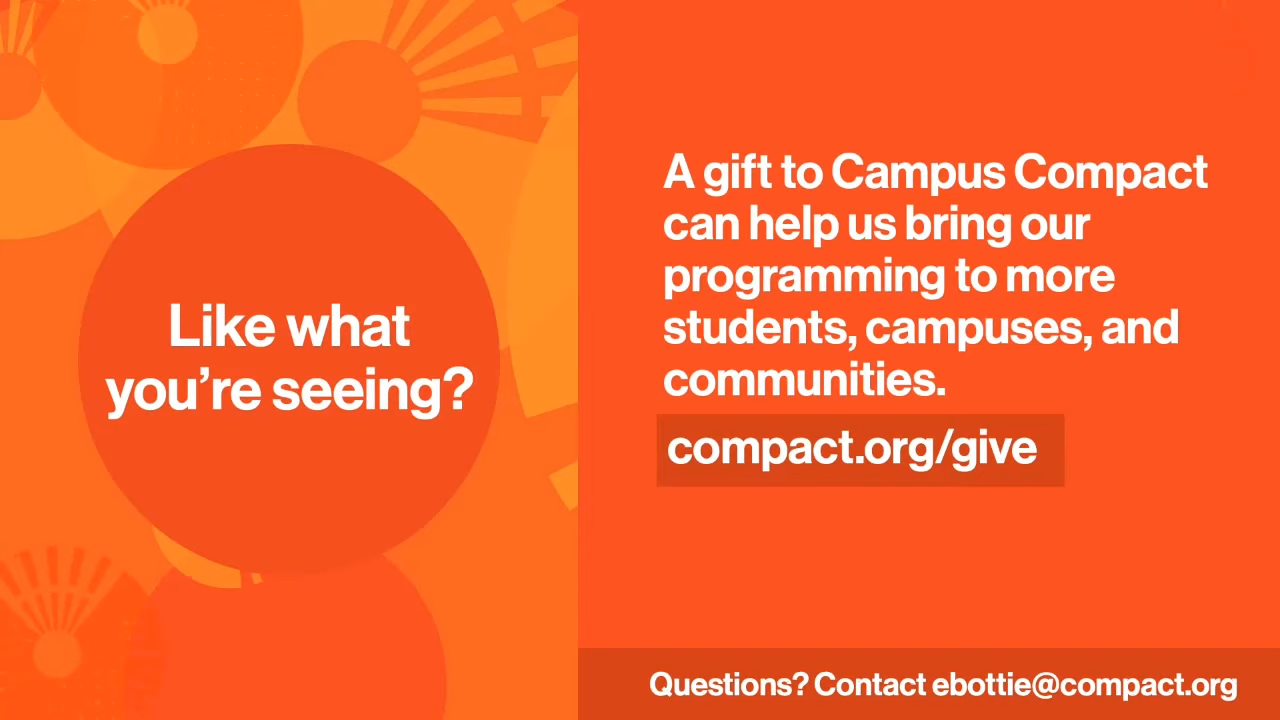 Like what
you’re seeing?
A gift to Campus Compact
can help us bring our
programming to more
students, campuses, and
communities.
compact.org/give
Questions? Contact ebottie@compact.org